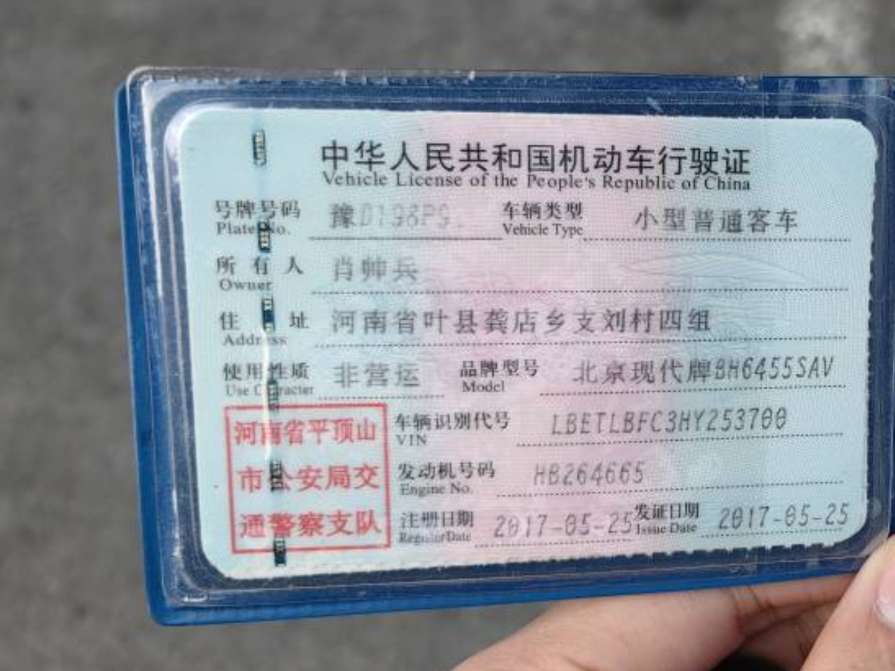 中华人民共和国机动车行驶证
Vehicle License of the People's Republic of China
号牌号码 豫D198P9 车辆类型 小型普通客车
Plate No. Vehicle Type
所有人 肖帅兵
Owner
住址 河南省叶县龚店乡支刘村四组
Address
使用性质 非营运 品牌型号 北京现代牌BH6455SAV
Use Character Model
河南省平顶山 车辆识别代号 LBETLBFC3HY253700
VIN
市公安局交 发动机号码 HB264665
Engine No.
通警察支队 注册日期 2017-05-25 发证日期 2017-05-25
Register Date Issue Date